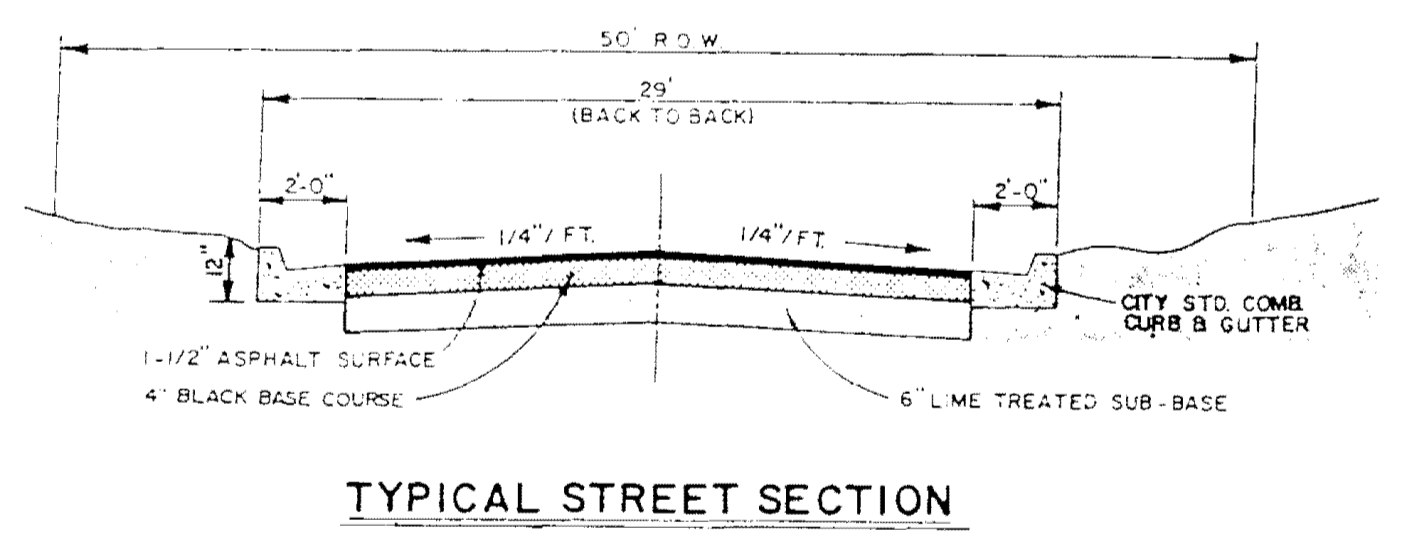 50' R O W.
29'
(BACK TO BACK)
2'-0"
2'-0"
1/4"/ FT.
1/4"/FT.
12"
CITY STD. COMB.
CURB & GUTTER
1-1/2" ASPHALT SURFACE
4" BLACK BASE COURSE
6" LIME TREATED SUB-BASE
TYPICAL STREET SECTION